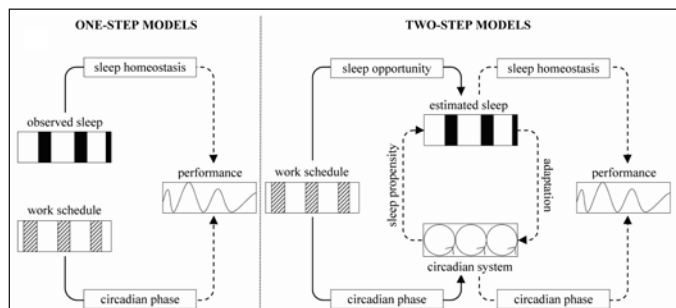 ONE-STEP MODELS
sleep homeostasis
observed sleep
performance
work schedule
circadian phase
TWO-STEP MODELS
sleep opportunity
sleep homeostasis
estimated sleep
sleep propensity
adaptation
work schedule
performance
circadian system
circadian phase
circadian phase